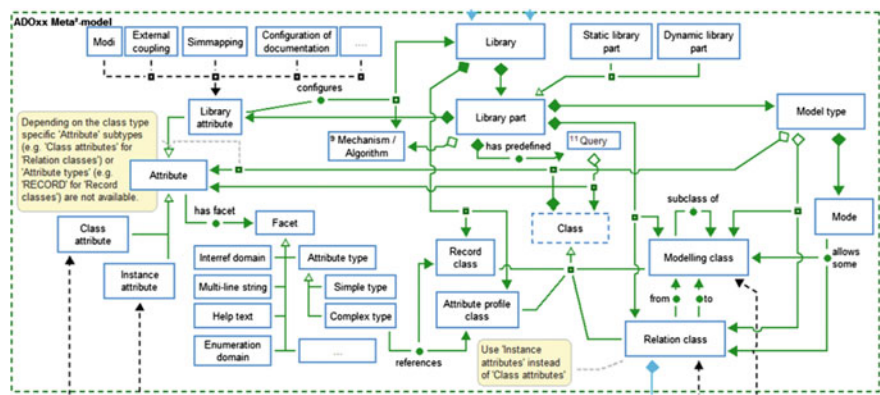 ADOxx Meta²-model
Modi
External
coupling
Simmapping
Configuration of
documentation
....
Library
Static library
part
Dynamic library
part
configures
Library
attribute
Library part
Model type
Depending on the class type
specific 'Attribute' subtypes
(e.g. 'Class attributes' for
'Relation classes') or
'Attribute types' (e.g.
'RECORD' for 'Record
classes') are not available.
9 Mechanism /
Algorithm
has predefined
11 Query
Attribute
has facet
Facet
subclass of
Mode
Class
attribute
Class
Instance
attribute
Interref domain
Attribute type
Record
class
Modelling class
allows
some
Multi-line string
Simple type
Attribute profile
class
from
to
Help text
Complex type
Relation class
Enumeration
domain
....
references
Use 'Instance
attributes' instead
of 'Class attributes'